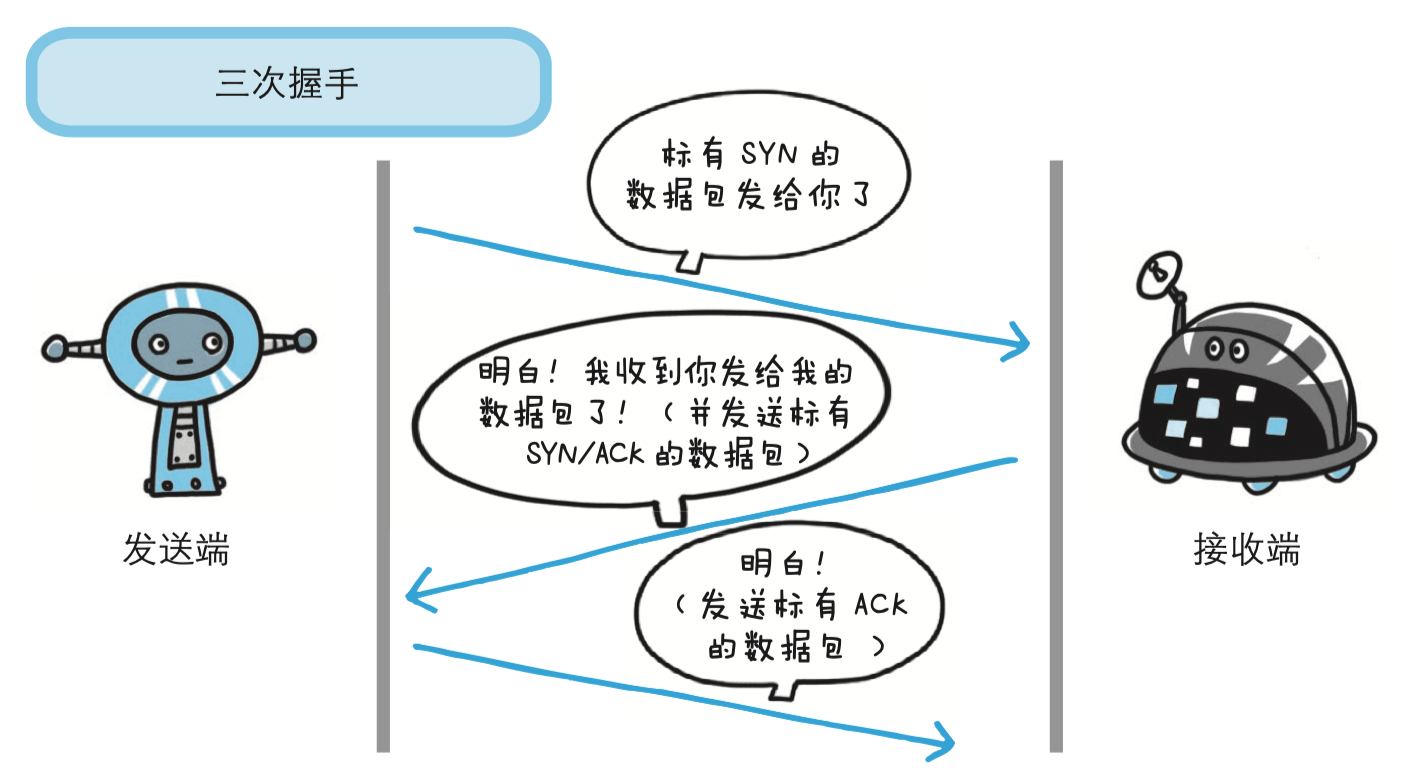 三次握手
标有 SYN 的
数据包发给你了
明白！我收到你发给我的
数据包了！（并发送标有
SYN/ACK 的数据包）
明白！
（发送标有 ACK
的数据包 ）
发送端
接收端